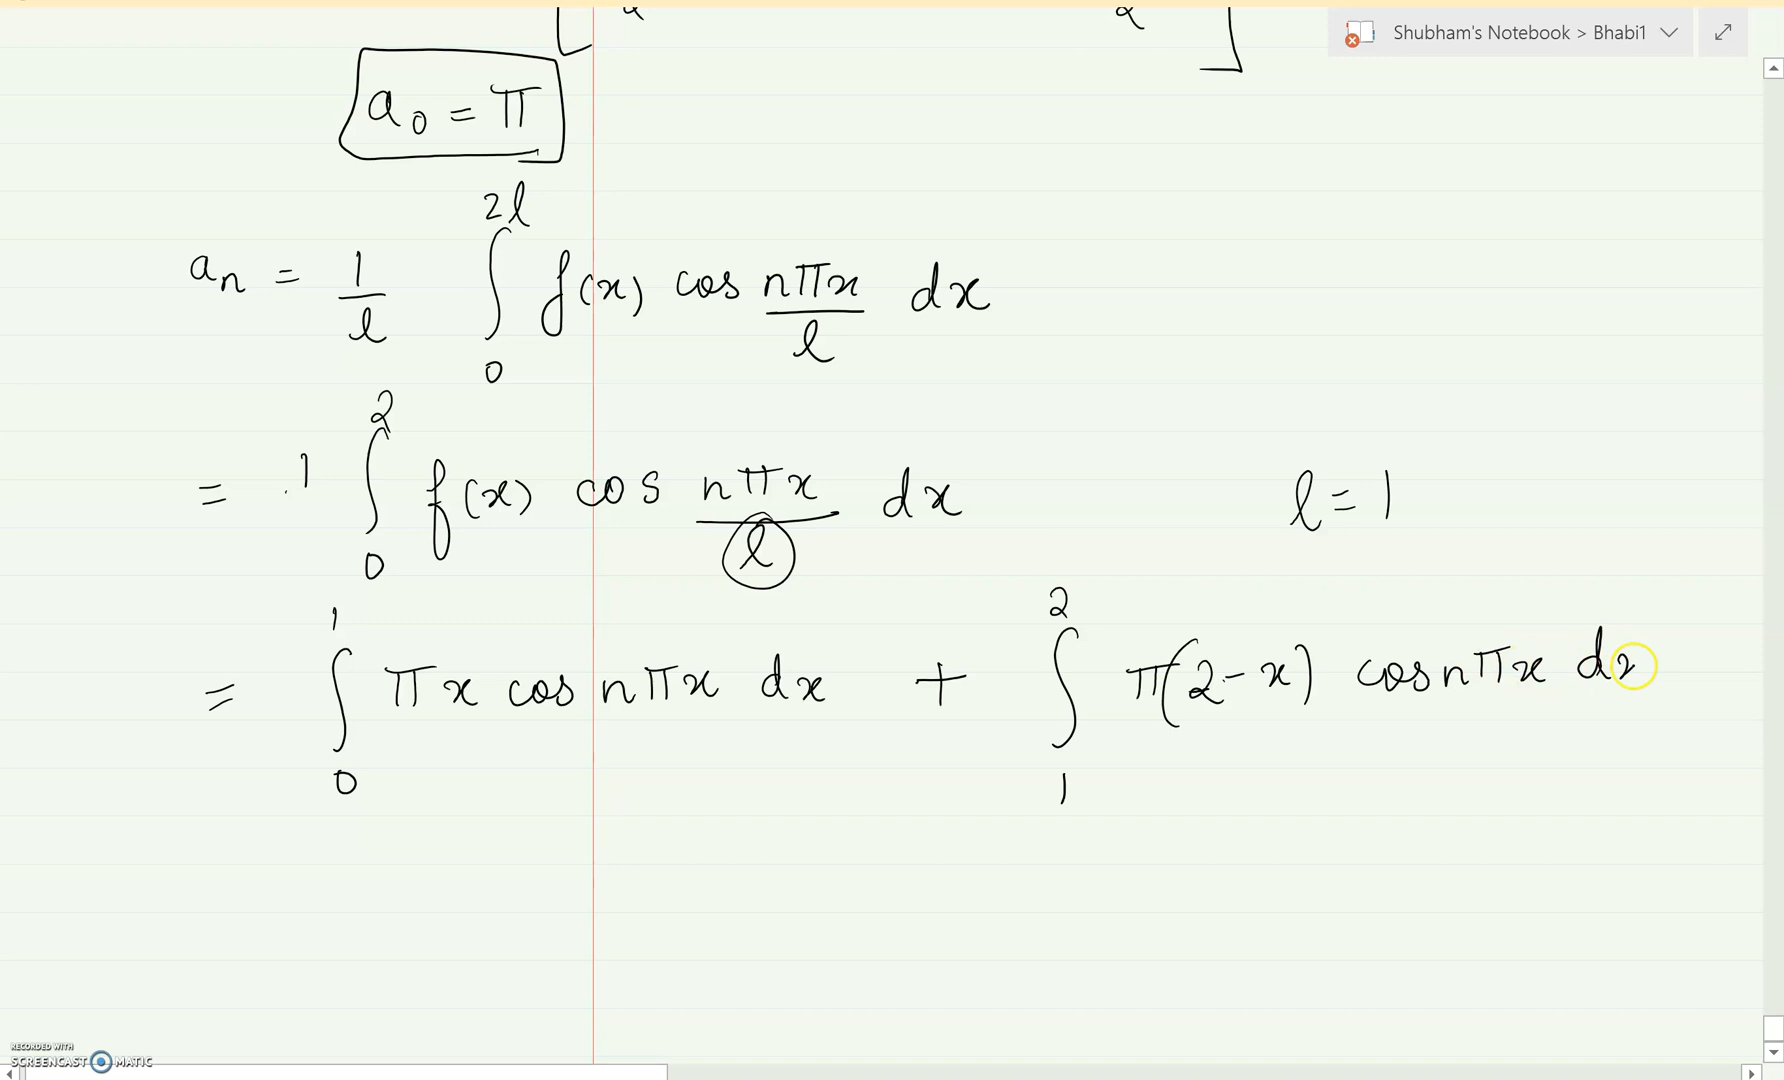 Shubham's Notebook > Bhabi1
a₀ = π
aₙ = 1/l ∫₀^2l f(x) cos nπx/l dx
= .1 ∫₀^2 f(x) cos nπx/l dx l = 1
= ∫₀^1 πx cos nπx dx + ∫₁^2 π(2-x) cos nπx dx
RECORDED WITH
SCREENCAST MATIC